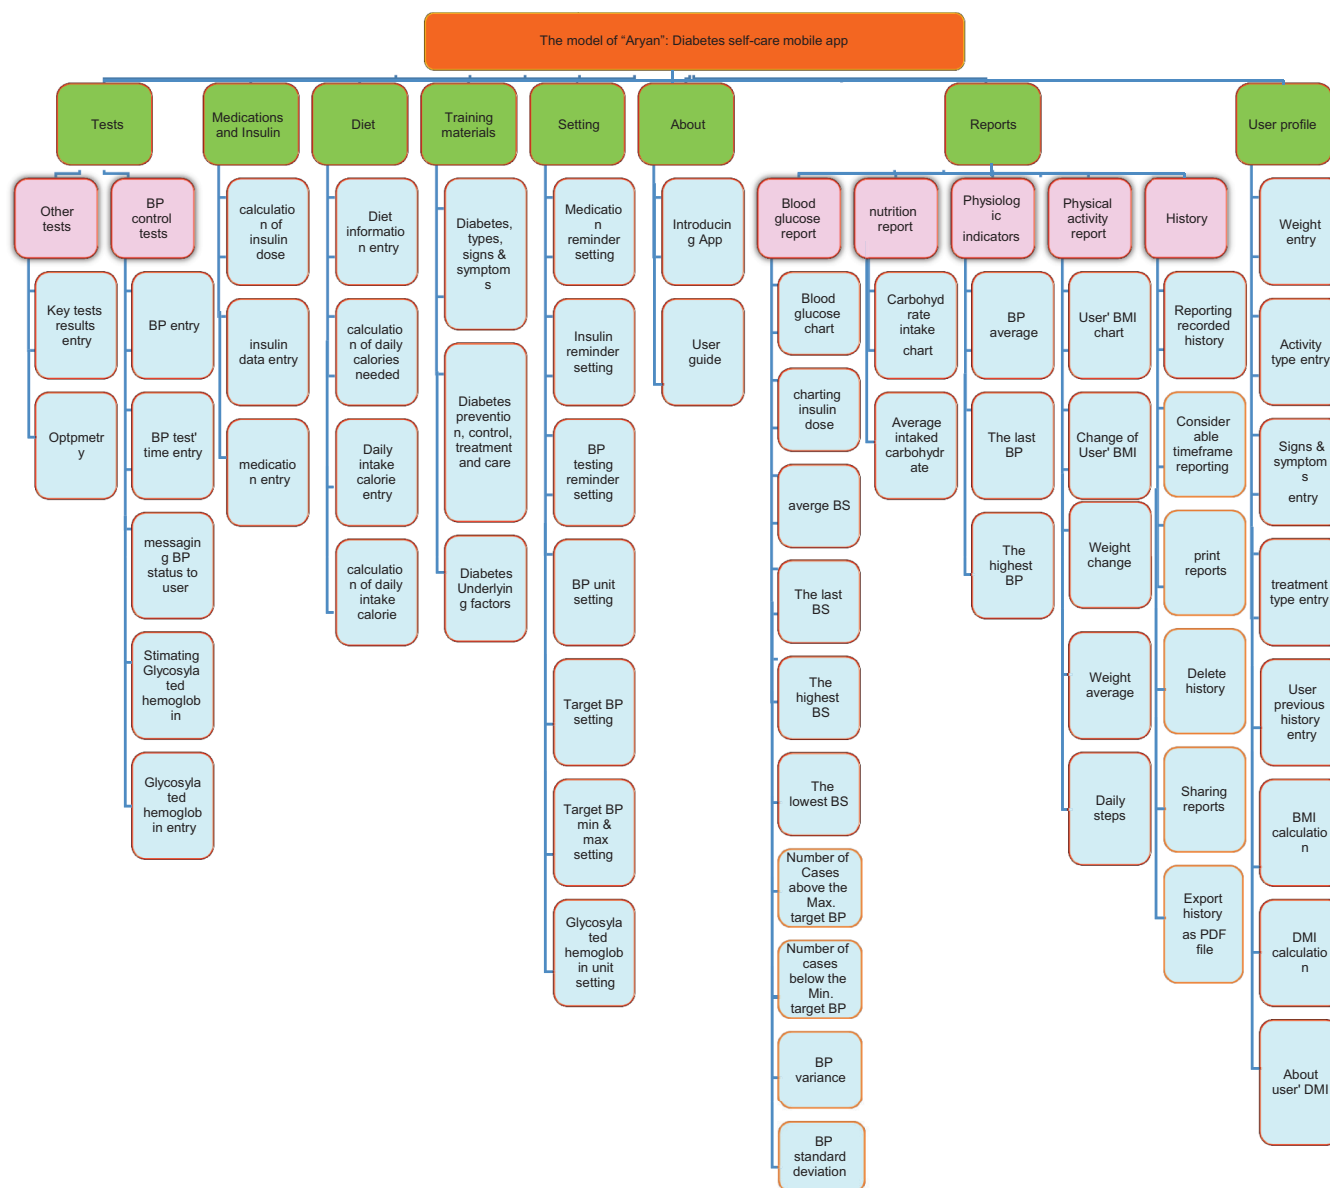 The model of “Aryan”: Diabetes self-care mobile app
Tests
Medications
and Insulin
Diet
Training
materials
Setting
About
Reports
User profile
Other
tests
BP
control
tests
Blood
glucose
report
nutrition
report
Physiolog
ic
indicators
Physical
activity
report
History
Key tests
results
entry
Optpmetr
y
BP entry
BP test'
time entry
messagin
g BP
status to
user
Stimating
Glycosyla
ted
hemoglob
in
Glycosyla
ted
hemoglob
in entry
calculatio
n of
insulin
dose
insulin
data entry
medicatio
n entry
Diet
informatio
n entry
calculatio
n of daily
calories
needed
Daily
intake
calorie
entry
calculatio
n of daily
intake
calorie
Diabetes,
types,
signs &
symptom
s
Diabetes
preventio
n, control,
treatment
and care
Diabetes
Underlyin
g factors
Medicatio
n
reminder
setting
Insulin
reminder
setting
BP
testing
reminder
setting
BP unit
setting
Target BP
setting
Target BP
min &
max
setting
Glycosyla
ted
hemoglob
in unit
setting
Introducin
g App
User
guide
Blood
glucose
chart
charting
insulin
dose
averge BS
The last
BS
The
highest
BS
The
lowest BS
Number of
Cases
above the
Max.
target BP
Number of
cases
below the
Min.
target BP
BP
variance
BP
standard
deviation
Carbohyd
rate
intake
chart
Average
intaked
carbohydr
ate
BP
average
The last
BP
The
highest
BP
User' BMI
chart
Change of
User' BMI
Weight
change
Weight
average
Daily
steps
Reporting
recorded
history
Consider
able
timeframe
reporting
print
reports
Delete
history
Sharing
reports
Export
history
as PDF
file
Weight
entry
Activity
type entry
Signs &
symptom
s
entry
treatment
type entry
User
previous
history
entry
BMI
calculatio
n
DMI
calculatio
n
About
user' DMI